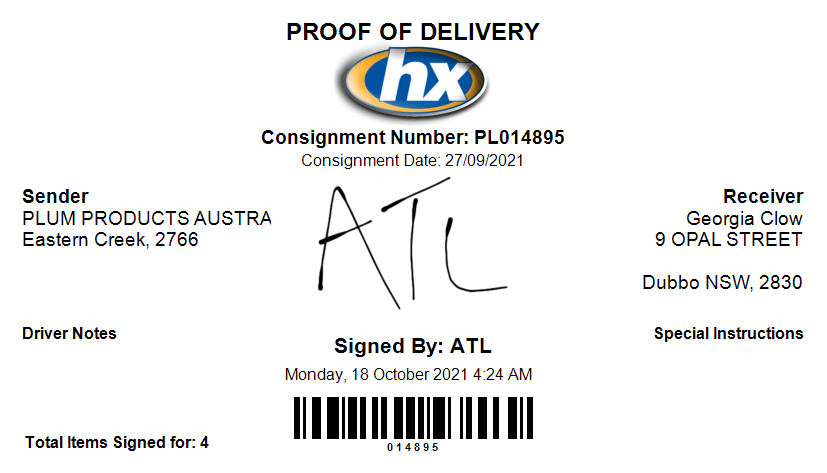 PROOF OF DELIVERY
hx
Consignment Number: PL014895
Consignment Date: 27/09/2021
Sender
PLUM PRODUCTS AUSTRA
Eastern Creek, 2766
ATL
Receiver
Georgia Clow
9 OPAL STREET
Dubbo NSW, 2830
Driver Notes
Special Instructions
Signed By: ATL
Monday, 18 October 2021 4:24 AM
014895
Total Items Signed for: 4